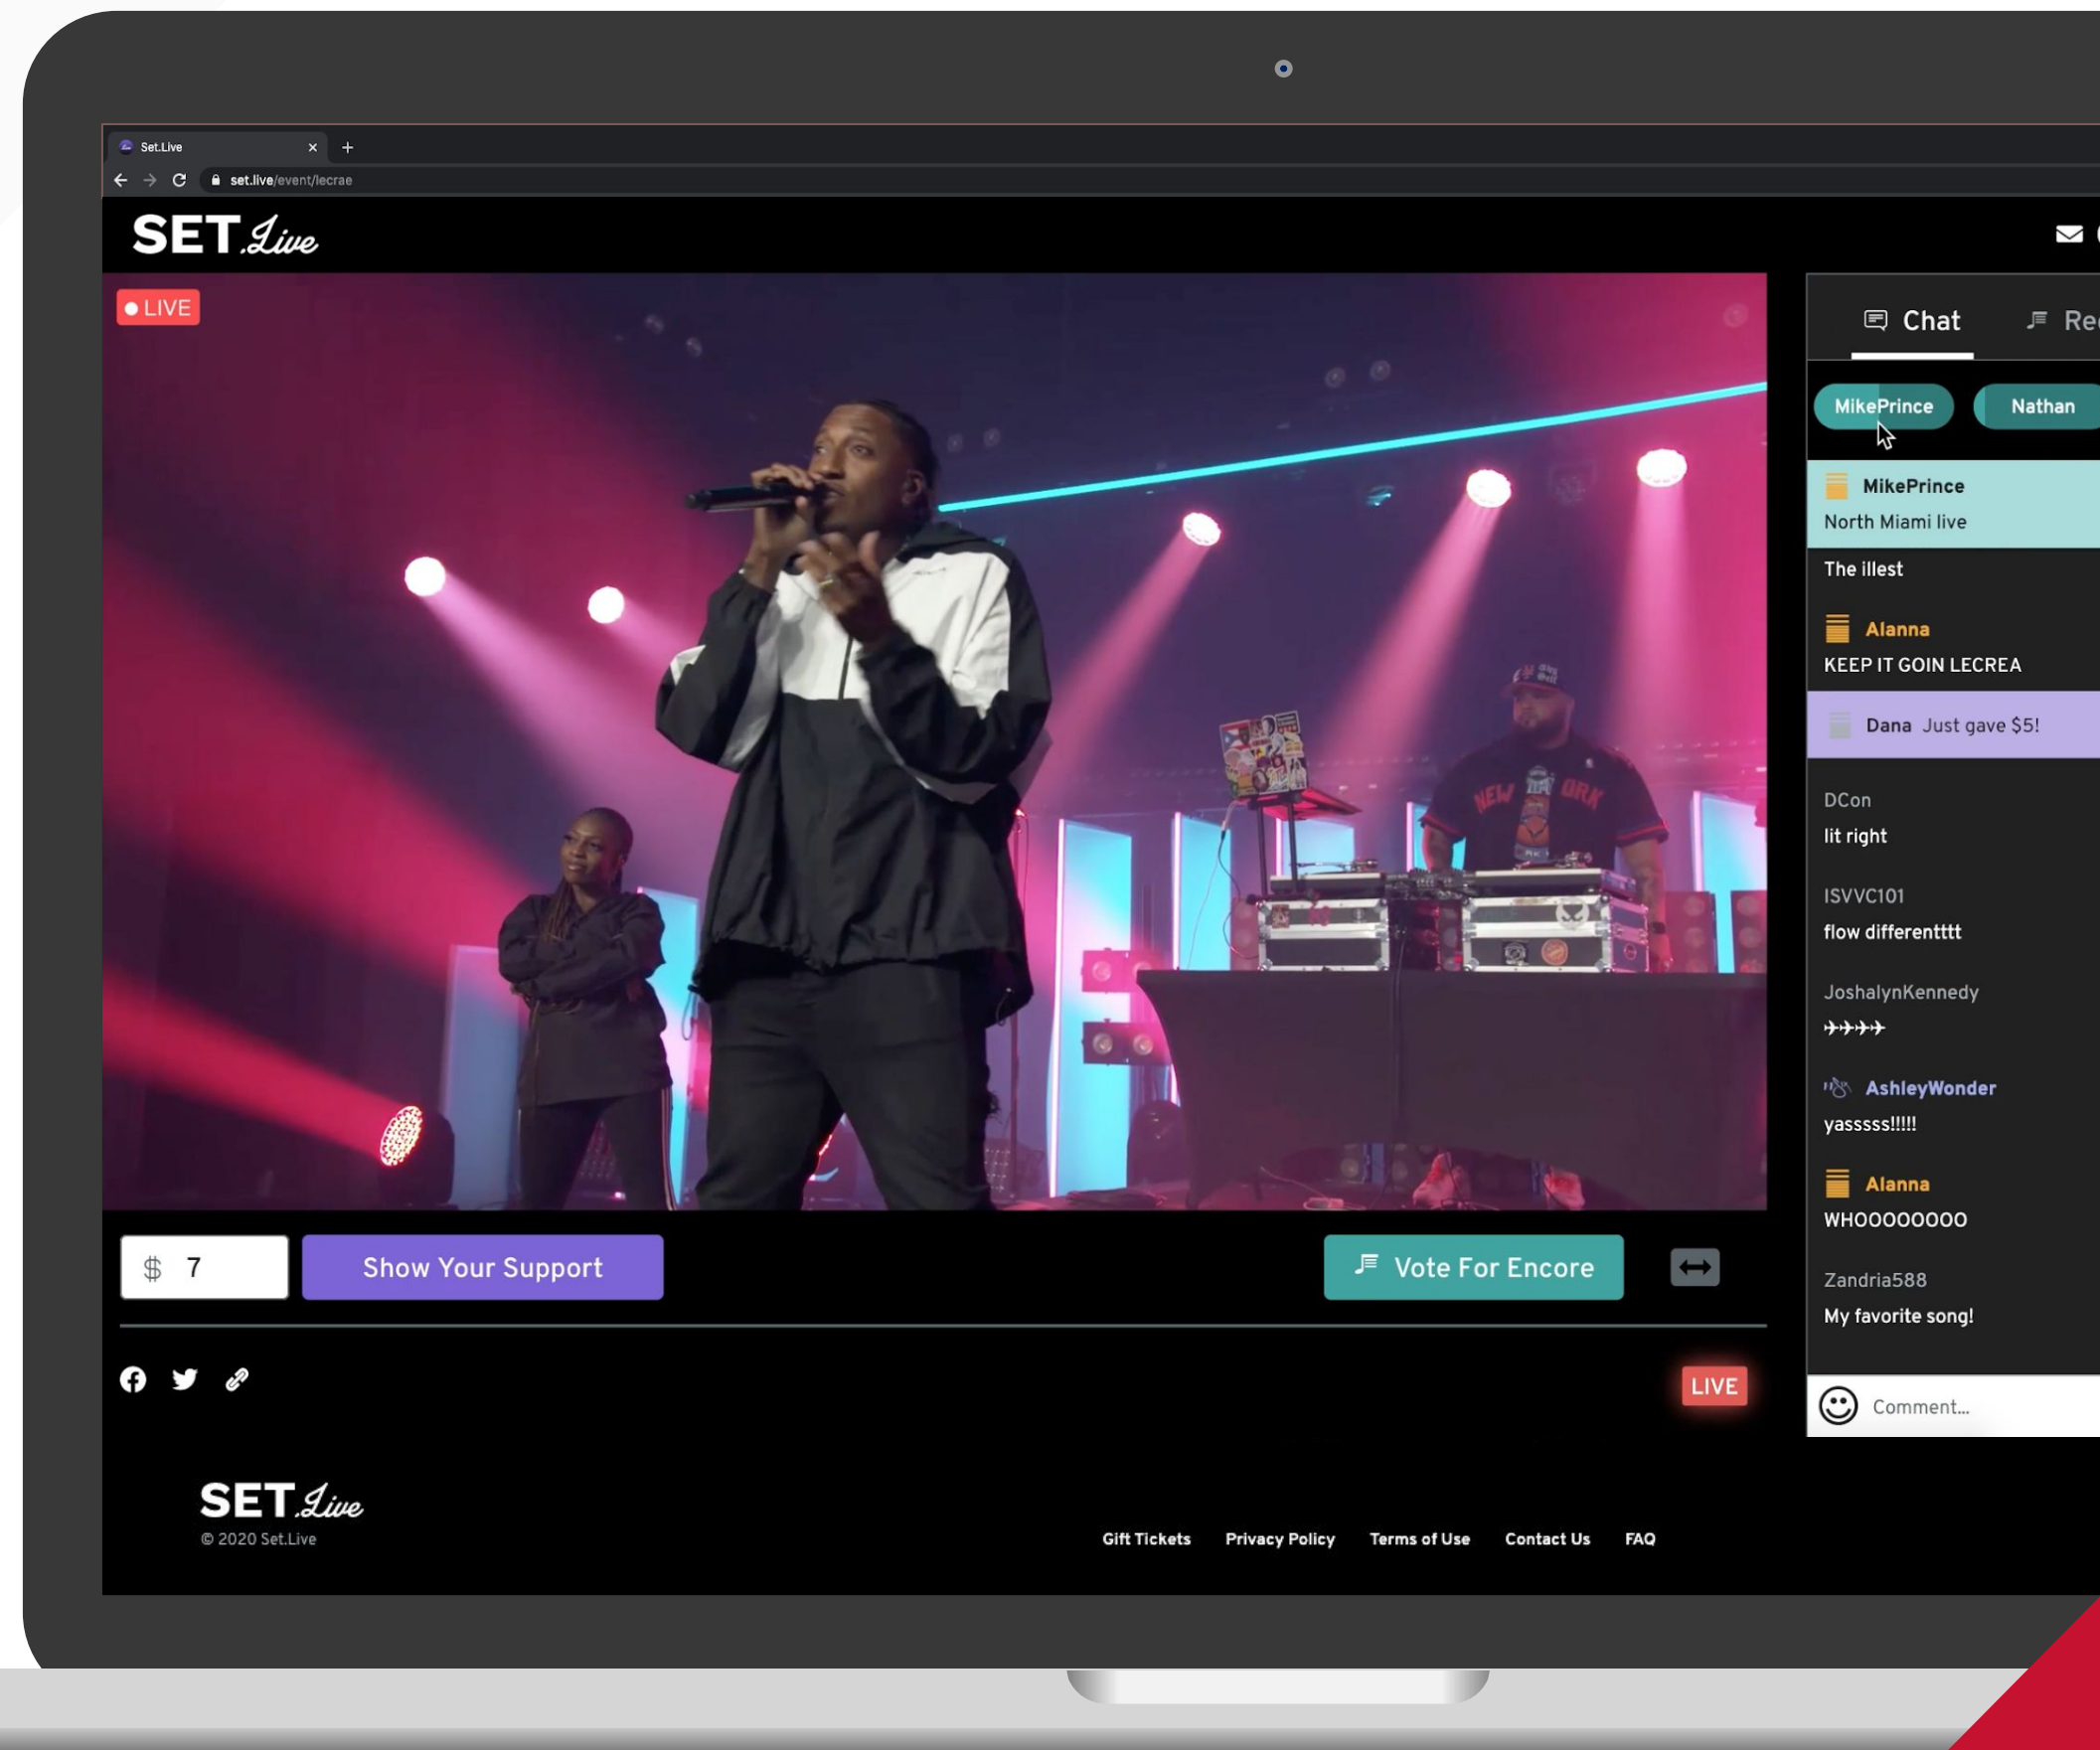 Set.Live
set.live/event/lecrae
SET.Live
LIVE
Chat
MikePrince
Nathan
MikePrince
North Miami live
The illest
Alanna
KEEP IT GOIN LECREA
Dana Just gave $5!
DCon
lit right
ISVVC101
flow differenttt
JoshalynKennedy
✈✈✈✈
AshleyWonder
yasssss!!!!!
Alanna
WHOOOOOOOO
Zandria588
My favorite song!
NEW ORK
$ 7
Show Your Support
Vote For Encore
LIVE
Comment...
SET.Live
© 2020 Set.Live
Gift Tickets Privacy Policy Terms of Use Contact Us FAQ